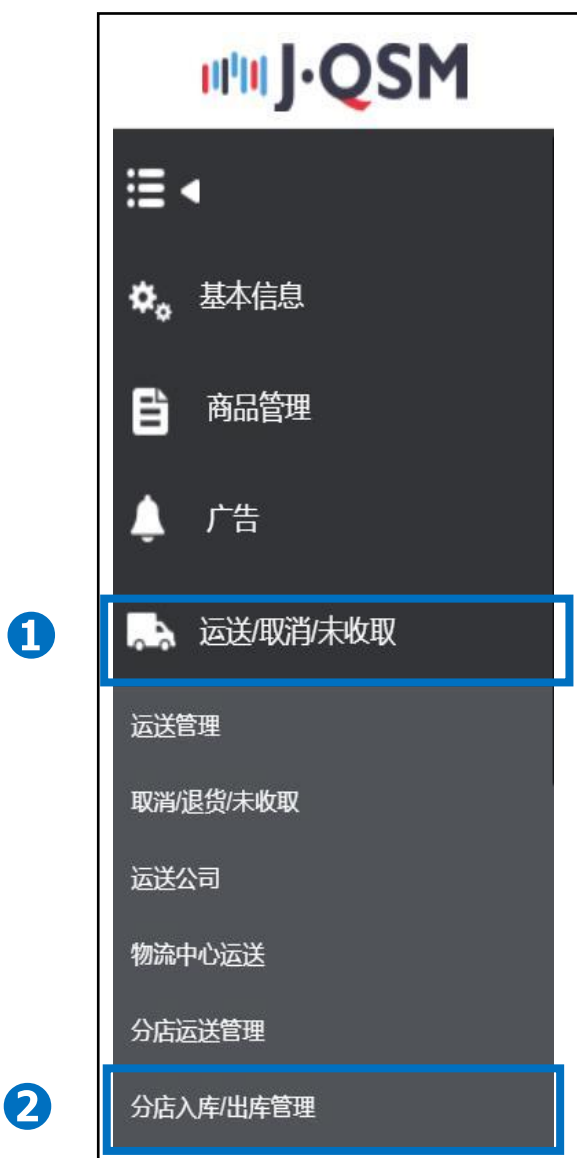 J·QSM
基本信息
商品管理
广告
1
运送/取消/未收取
运送管理
取消/退货/未收取
运送公司
物流中心运送
分店运送管理
2
分店入库/出库管理